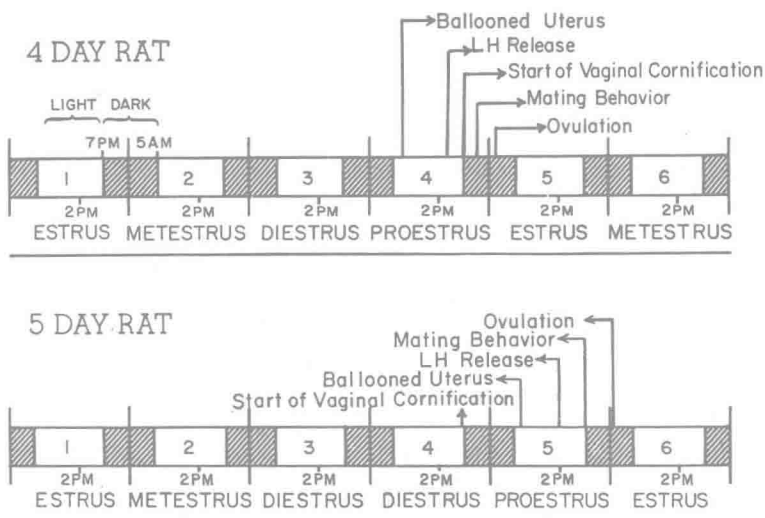 Ballooned Uterus
4 DAY RAT
LH Release
Start of Vaginal Cornification
LIGHT DARK
Mating Behavior
7PM 5AM
Ovulation
1 2 3 4 5 6
2PM 2PM 2PM 2PM 2PM 2PM
ESTRUS METESTRUS DIESTRUS PROESTRUS ESTRUS METESTRUS
5 DAY RAT
Ovulation
Mating Behavior
LH Release
Ballooned Uterus
Start of Vaginal Cornification
1 2 3 4 5 6
2PM 2PM 2PM 2PM 2PM 2PM
ESTRUS METESTRUS DIESTRUS DIESTRUS PROESTRUS ESTRUS